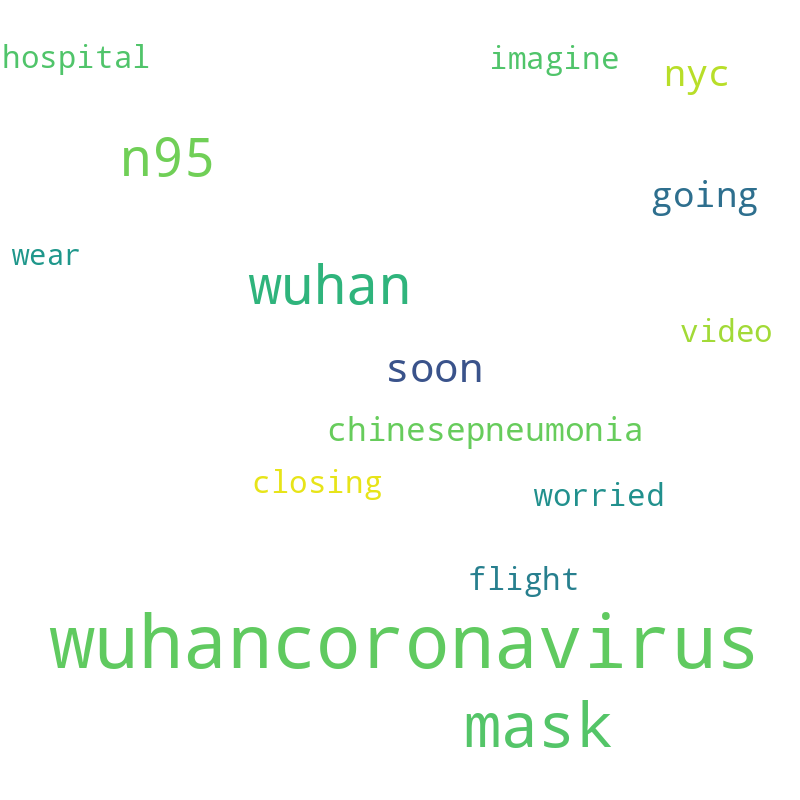 hospital
imagine
nyc
n95
going
wear
wuhan
video
soon
chinesepneumonia
closing
worried
flight
wuhancoronavirus
mask